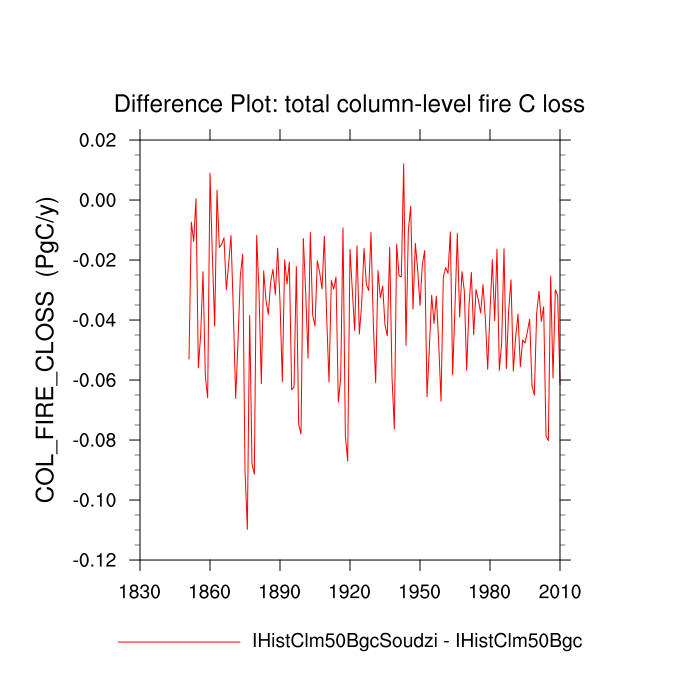 Difference Plot: total column-level fire C loss
COL_FIRE_CLOSS (PgC/y)
0.02
0.00
-0.02
-0.04
-0.06
-0.08
-0.10
-0.12
1830 1860 1890 1920 1950 1980 2010
IHistClm50BgcSoudzi - IHistClm50Bgc